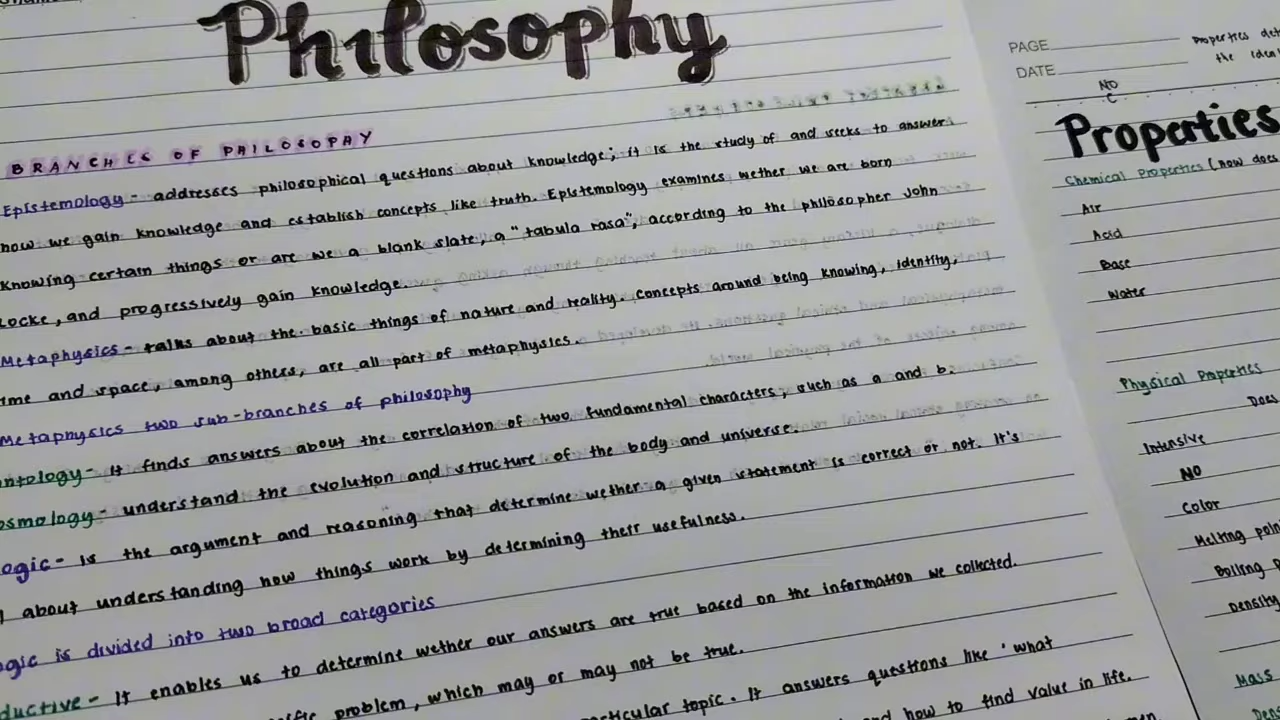 Philosophy
BRANCHES OF PHILOSOPHY
Epistemology - addresses philosophical questions about knowledge; it is the study of and seeks to answer
how we gain knowledge and establish concepts like truth. Epistemology examines wether we are born
knowing certain things or are we a blank slate, a "tabula rasa", according to the philosopher John
Locke, and progressively gain knowledge.
Metaphysics - talks about the basic things of nature and reality. concepts around being knowing, identity,
and space, among others, are all part of metaphysics.
Metaphysics two sub-branches of philosophy
ntology - It finds answers about the correlation of two fundamental characters, such as a and b.
osmology - understand the evolution and structure of the body and universe.
ogic - is the argument and reasoning that determine wether a given statement is correct or not. It's
about understanding how things work by determining their usefulness.
ogic is divided into two broad categories
ductive - It enables us to determine wether our answers are true based on the information we collected.
problem, which may or may not be true.
topic. It answers questions like 'what
and how to find value in life.
PAGE
DATE
Properties
the
NO
Properties
Chemical Properties (how does
Air
Acid
Base
Water
Physical Properties
Does
Intensive
NO
Color
Melting poin
Boiling p
Density
Mass